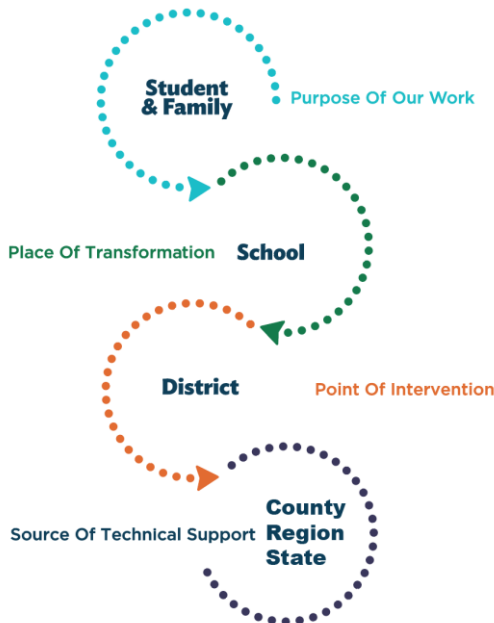 Student
& Family
Purpose Of Our Work
Place Of Transformation
School
District
Point Of Intervention
Source Of Technical Support
County
Region
State